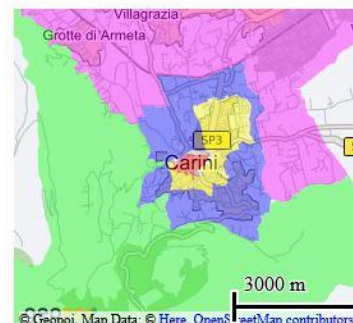 Villagrazia
Grotte di Armeta
SP3
Carini
3000 m
© Geopoi, Map Data: © Here, OpenStreetMap contributors